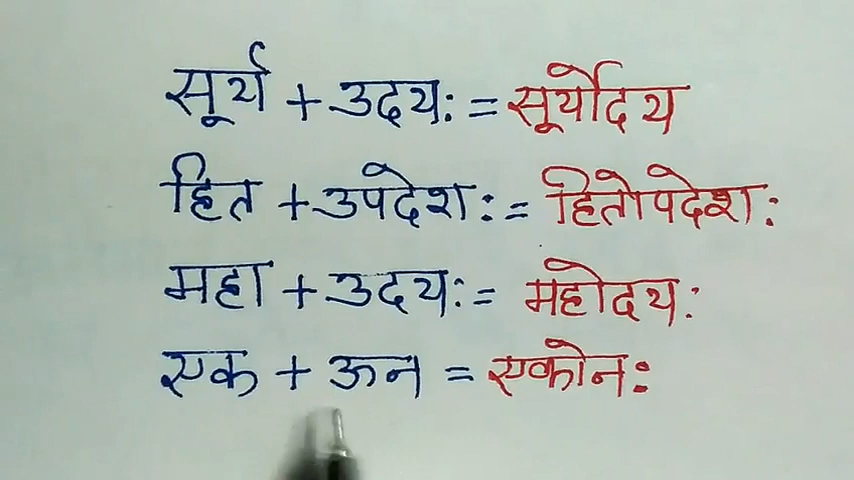 सूर्य + उदय: = सूर्योदय
हित + उपदेश: = हितोपदेश:
महा + उदय: = महोदय:
एक + ऊन = एकोन: